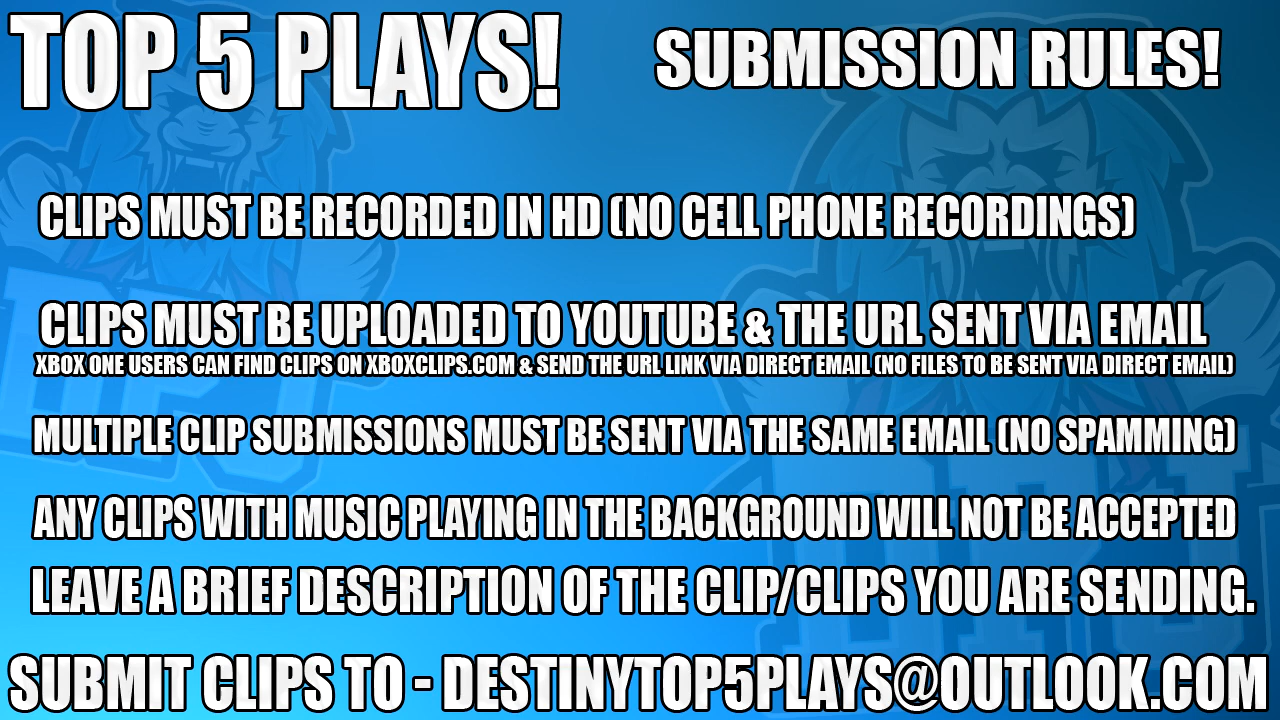 TOP 5 PLAYS!
SUBMISSION RULES!
CLIPS MUST BE RECORDED IN HD (NO CELL PHONE RECORDINGS)
CLIPS MUST BE UPLOADED TO YOUTUBE & THE URL SENT VIA EMAIL
XBOX ONE USERS CAN FIND CLIPS ON XBOXCLIPS.COM & SEND THE URL LINK VIA DIRECT EMAIL (NO FILES TO BE SENT VIA DIRECT EMAIL)
MULTIPLE CLIP SUBMISSIONS MUST BE SENT VIA THE SAME EMAIL (NO SPAMMING)
ANY CLIPS WITH MUSIC PLAYING IN THE BACKGROUND WILL NOT BE ACCEPTED
LEAVE A BRIEF DESCRIPTION OF THE CLIP/CLIPS YOU ARE SENDING.
SUBMIT CLIPS TO - DESTINYTOP5PLAYS@OUTLOOK.COM